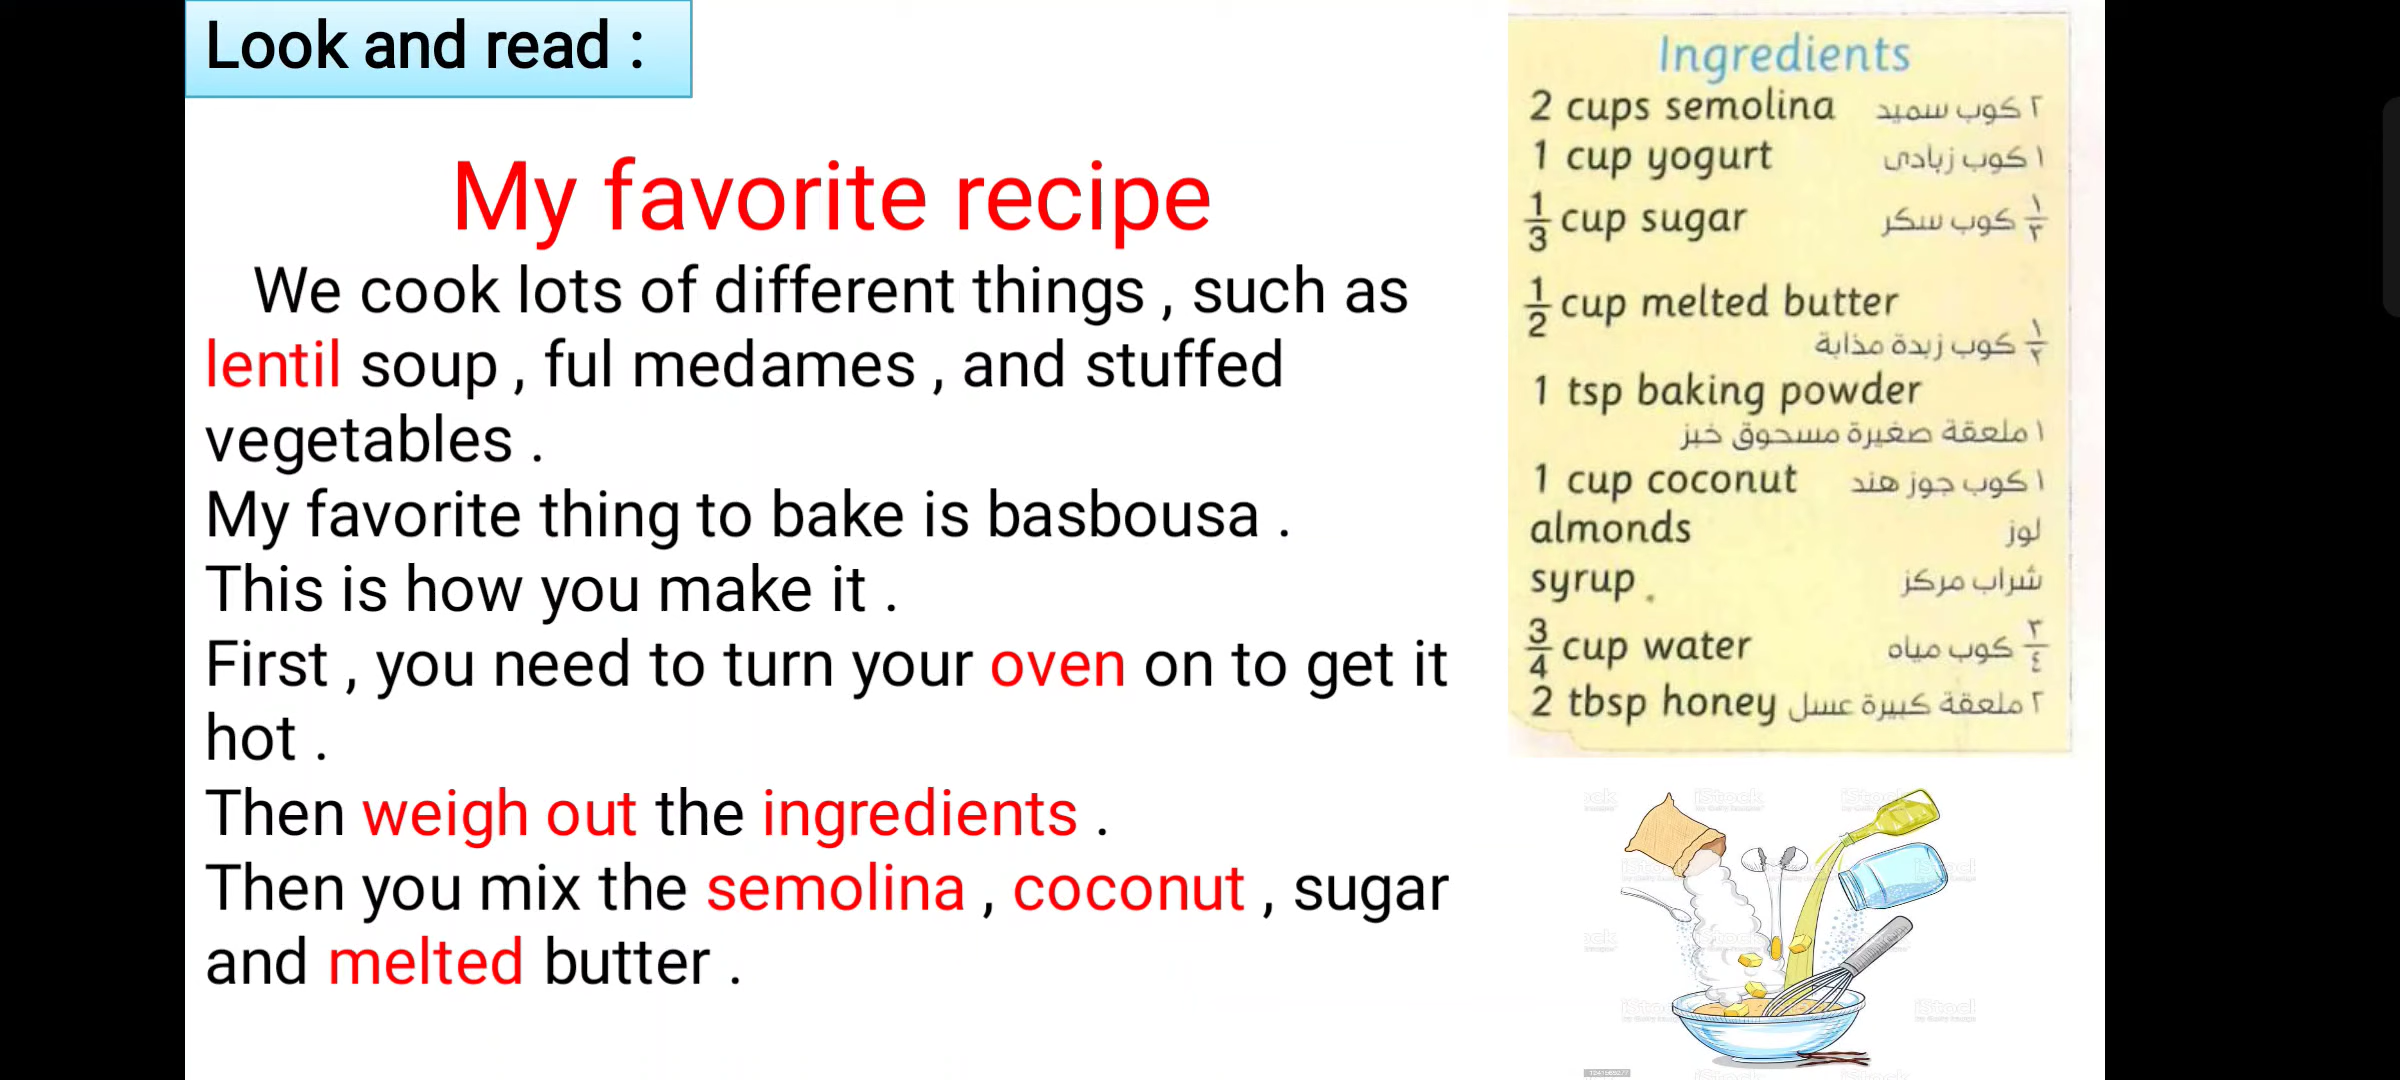 Look and read :
My favorite recipe
We cook lots of different things , such as
lentil soup , ful medames , and stuffed
vegetables .
My favorite thing to bake is basbousa .
This is how you make it .
First , you need to turn your oven on to get it
hot .
Then weigh out the ingredients .
Then you mix the semolina , coconut , sugar
and melted butter .
Ingredients
2 cups semolina ٢ كوب سميد
1 cup yogurt ١ كوب زبادى
1/3 cup sugar ١/٣ كوب سكر
1/2 cup melted butter
١/٢ كوب زبدة مذابة
1 tsp baking powder
١ ملعقة صغيرة مسحوق خبز
1 cup coconut ١ كوب جوز هند
almonds لوز
syrup شراب مركز
3/4 cup water ٣/٤ كوب مياه
2 tbsp honey ٢ ملعقة كبيرة عسل
iStock